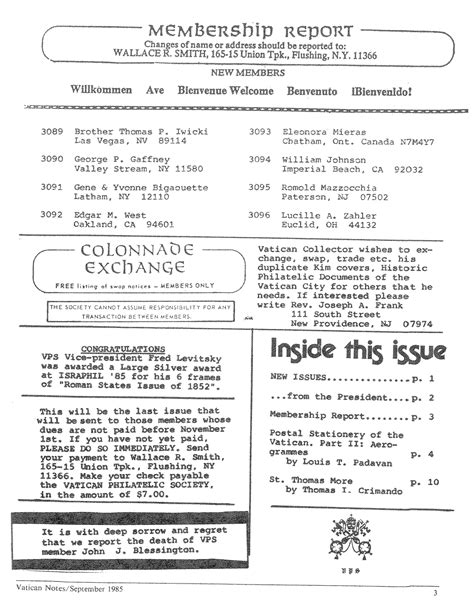 MEMBERSHIP REPORT
Changes of name or address should be reported to:
WALLACE R. SMITH, 165-15 Union Tpk., Flushing, N.Y. 11366
NEW MEMBERS
Willkommen Ave Bienvenue Welcome Benvenuto ¡Bienvenido!
3089 Brother Thomas P. Iwicki
Las Vegas, NV 89114
3090 George P. Gaffney
Valley Stream, NY 11580
3091 Gene & Yvonne Bigaouette
Latham, NY 12110
3092 Edgar M. West
Oakland, CA 94601
3093 Eleonora Mieras
Chatham, Ont. Canada N7M4Y7
3094 William Johnson
Imperial Beach, CA 92032
3095 Romold Mazzocchia
Paterson, NJ 07502
3096 Lucille A. Zahler
Euclid, OH 44132
COLONNADE
EXCHANGE
FREE listing of swap notices - MEMBERS ONLY
THE SOCIETY CANNOT ASSUME RESPONSIBILITY FOR ANY
TRANSACTION BETWEEN MEMBERS.
Vatican Collector wishes to ex-
change, swap, trade etc. his
duplicate Kim covers, Historic
Philatelic Documents of the
Vatican City for others that he
needs. If interested please
write Rev. Joseph A. Frank
111 South Street
New Providence, NJ 07974
CONGRATULATIONS
VPS Vice-president Fred Levitsky
was awarded a Large Silver award
at ISRAPHIL '85 for his 6 frames
of "Roman States Issue of 1852".
This will be the last issue that
will be sent to those members whose
dues are not paid before November
1st. If you have not yet paid,
PLEASE DO SO IMMEDIATELY. Send
your payment to Wallace R. Smith,
165-15 Union Tpk., Flushing, NY
11366. Make your check payable
the VATICAN PHILATELIC SOCIETY,
in the amount of $7.00.
It is with deep sorrow and regret
that we report the death of VPS
member John J. Blessington.
Inside this issue
NEW ISSUES...............p. 1
...from the President....p. 2
Membership Report........p. 3
Postal Stationery of the
Vatican. Part II: Aero-
grammes p. 4
by Louis T. Padavan
St. Thomas More p. 10
by Thomas I. Crimando
VPS
Vatican Notes/September 1985
3